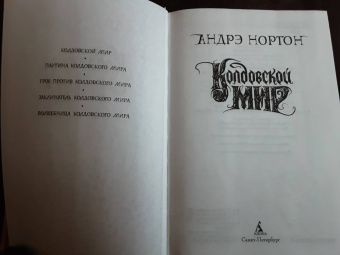 КОЛДОВСКОЙ МИР
ПАУТИНА КОЛДОВСКОГО МИРА
ТРОЕ ПРОТИВ КОЛДОВСКОГО МИРА
ЗАКЛИНАТЕЛЬ КОЛДОВСКОГО МИРА
ВОЛШЕБНИЦА КОЛДОВСКОГО МИРА
АНДРЭ НОРТОН
КОЛДОВСКОЙ
МИР
Санкт-Петербург